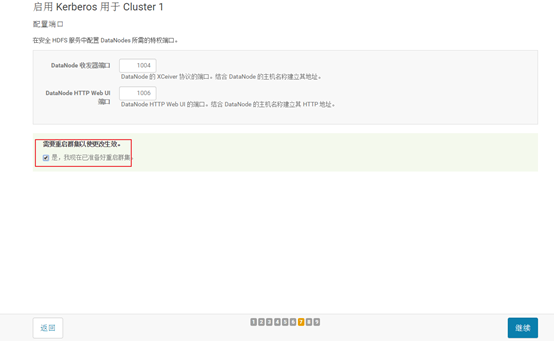 启用 Kerberos 用于 Cluster 1
配置端口
在安全 HDFS 服务中配置 DataNodes 所需的特权端口。
DataNode 收发器端口
1004
DataNode 的 XCeiver 协议的端口。结合 DataNode 的主机名称建立其地址。
DataNode HTTP Web UI
端口
1006
DataNode HTTP Web UI 的端口。结合 DataNode 的主机名称建立其 HTTP 地址。
需要重启群集以使更改生效。
是，我现在已准备好重启群集。
返回
1 2 3 4 5 6 7 8 9
继续